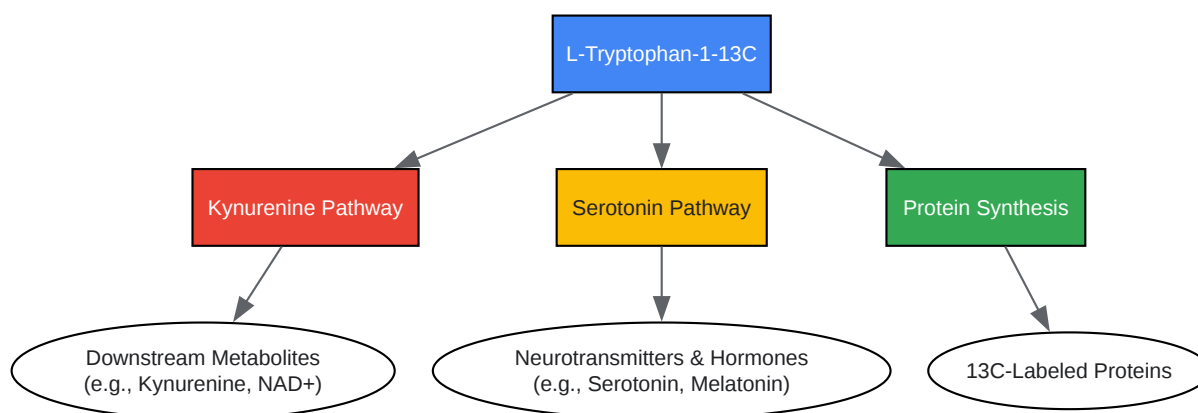 L-Tryptophan-1-13C
Kynurenine Pathway
Serotonin Pathway
Protein Synthesis
Downstream Metabolites
(e.g., Kynurenine, NAD+)
Neurotransmitters & Hormones
(e.g., Serotonin, Melatonin)
13C-Labeled Proteins